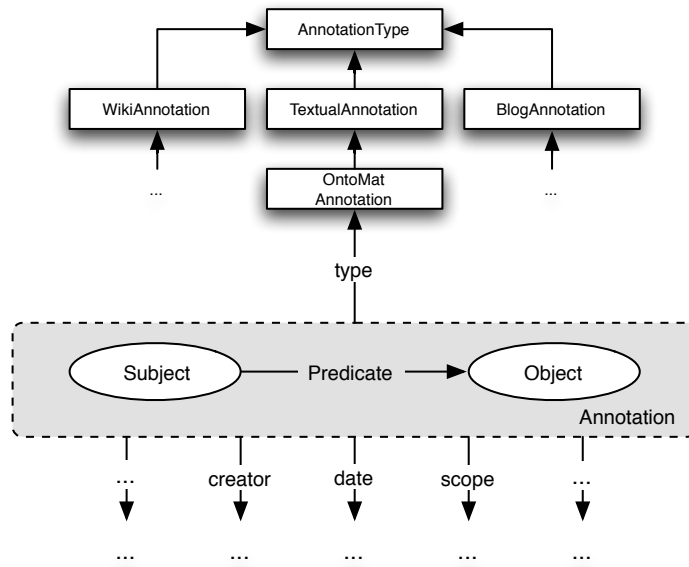 AnnotationType
WikiAnnotation
TextualAnnotation
BlogAnnotation
...
OntoMat
Annotation
...
type
Subject
Predicate
Object
Annotation
...
creator
date
scope
...
...
...
...
...
...